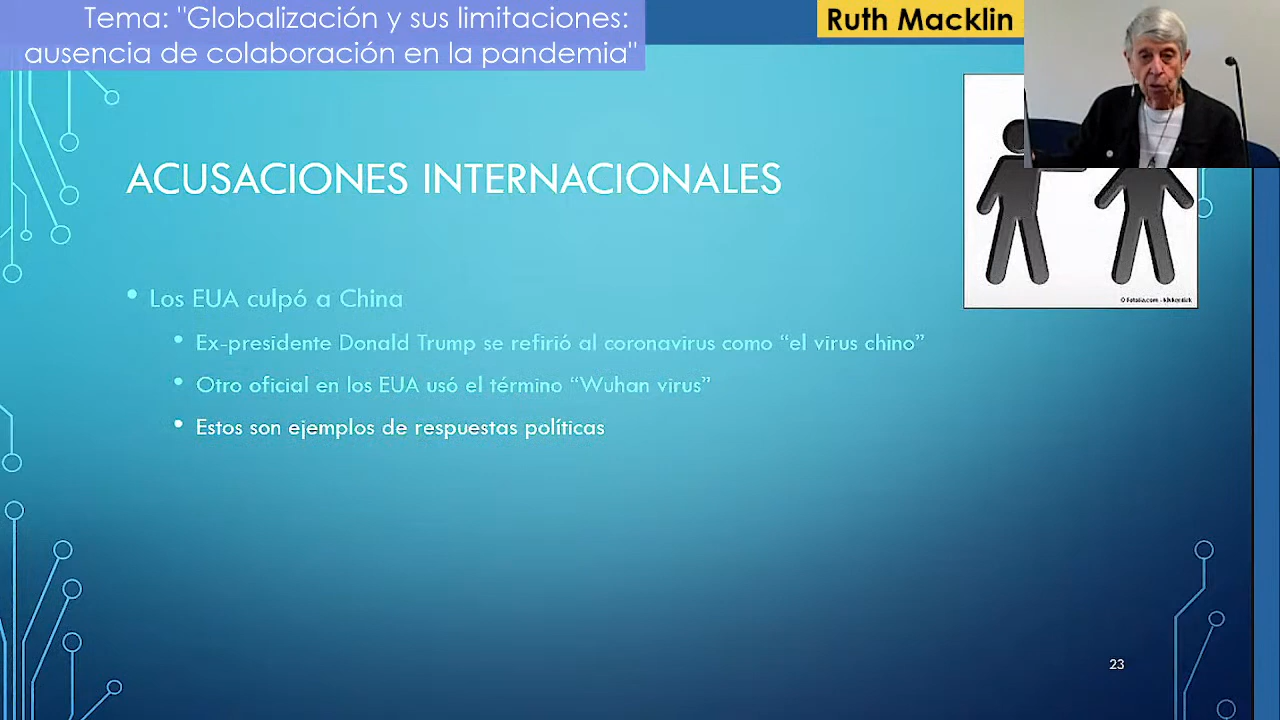 Tema: "Globalización y sus limitaciones:
ausencia de colaboración en la pandemia"
Ruth Macklin
ACUSACIONES INTERNACIONALES
• Los EUA culpó a China
• Ex-presidente Donald Trump se refirió al coronavirus como “el virus chino”
• Otro oficial en los EUA usó el término “Wuhan virus”
• Estos son ejemplos de respuestas políticas
23